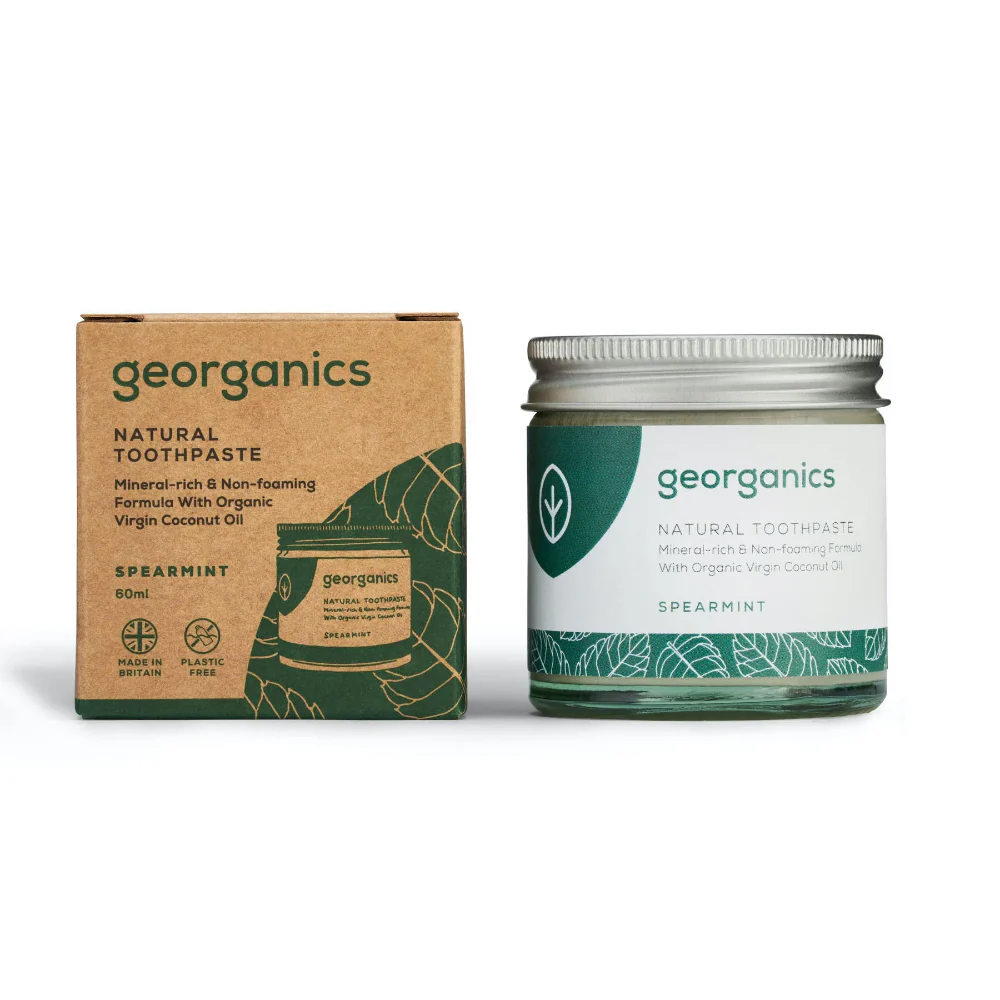 georganics
NATURAL
TOOTHPASTE
Mineral-rich & Non-foaming
Formula With Organic
Virgin Coconut Oil
SPEARMINT
60ml
MADE IN
BRITAIN
PLASTIC
FREE
georganics
NATURAL TOOTHPASTE
Mineral-rich & Non-foaming Formula
With Organic Virgin Coconut Oil
SPEARMINT
georganics
NATURAL TOOTHPASTE
Mineral-rich & Non-foaming Formula
With Organic Virgin Coconut Oil
SPEARMINT